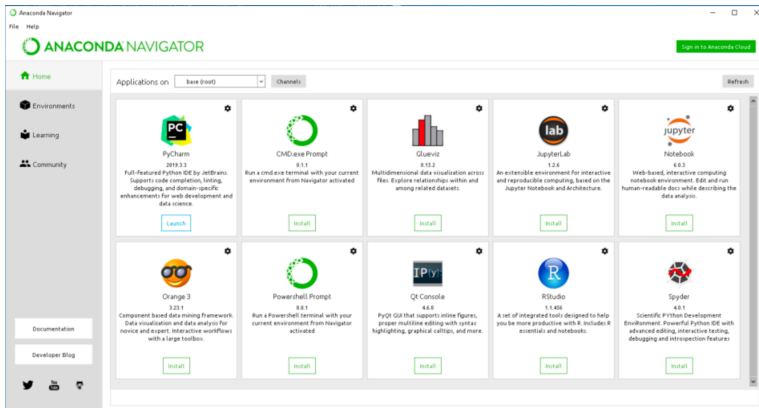 Anaconda Navigator
File Help
ANACONDA NAVIGATOR
Sign in to Anaconda Cloud
Home
Environments
Learning
Community
Documentation
Developer Blog
You
Tube
Applications on base (root) Channels Refresh
PC
PyCharm
2019.3.3
Full-featured Python IDE by JetBrains.
Supports code completion, linting,
debugging, and domain-specific
enhancements for web development and
data science.
Launch
CMD.exe Prompt
0.1.1
Run a cmd.exe terminal with your current
environment from Navigator activated
Install
Glueviz
0.15.2
Multidimensional data visualization across
files. Explore relationships within and
among related datasets.
Install
lab
JupyterLab
1.2.6
An extensible environment for interactive
and reproducible computing, based on the
Jupyter Notebook and Architecture.
Install
jupyter
Notebook
6.0.3
Web-based, interactive computing
notebook environment. Edit and run
human-readable docs while describing the
data analysis.
Install
Orange 3
3.23.1
Component based data mining framework.
Data visualization and data analysis for
novice and expert. Interactive workflows
with a large toolbox.
Install
Powershell Prompt
0.0.1
Run a Powershell terminal with your
current environment from Navigator
activated
Install
IP[y]:
Qt Console
4.6.0
PyQt GUI that supports inline figures,
proper multiline editing with syntax
highlighting, graphical calltips, and more.
Install
R
RStudio
1.1.456
A set of integrated tools designed to help
you be more productive with R. Includes R
essentials and notebooks.
Install
Spyder
4.0.1
Scientific PYthon Development
EnviRonment. Powerful Python IDE with
advanced editing, interactive testing,
debugging and introspection features
Install